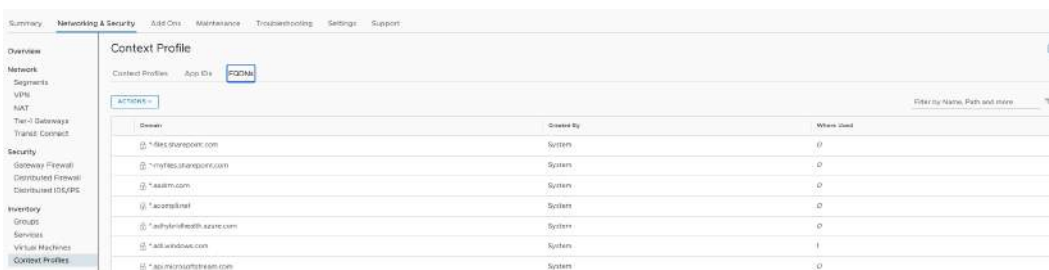 Summary Networking & Security Add Ons Maintenance Troubleshooting Settings Support
Overview
Network
Segments
VPN
NAT
Tier-1 Gateways
Transit Connect
Security
Gateway Firewall
Distributed Firewall
Distributed IDS/IPS
Inventory
Groups
Services
Virtual Machines
Context Profiles
Context Profile
Context Profiles App IDs FQDNs
ACTIONS
Filter by Name, Path and more
Domain Created By Where Used
*-files.sharepoint.com System 0
*-myfiles.sharepoint.com System 0
System 0
*.acompli.net System 0
*.adhybridhealth.azure.com System 0
windows.com System 1
*.api.microsoftstream.com System 0